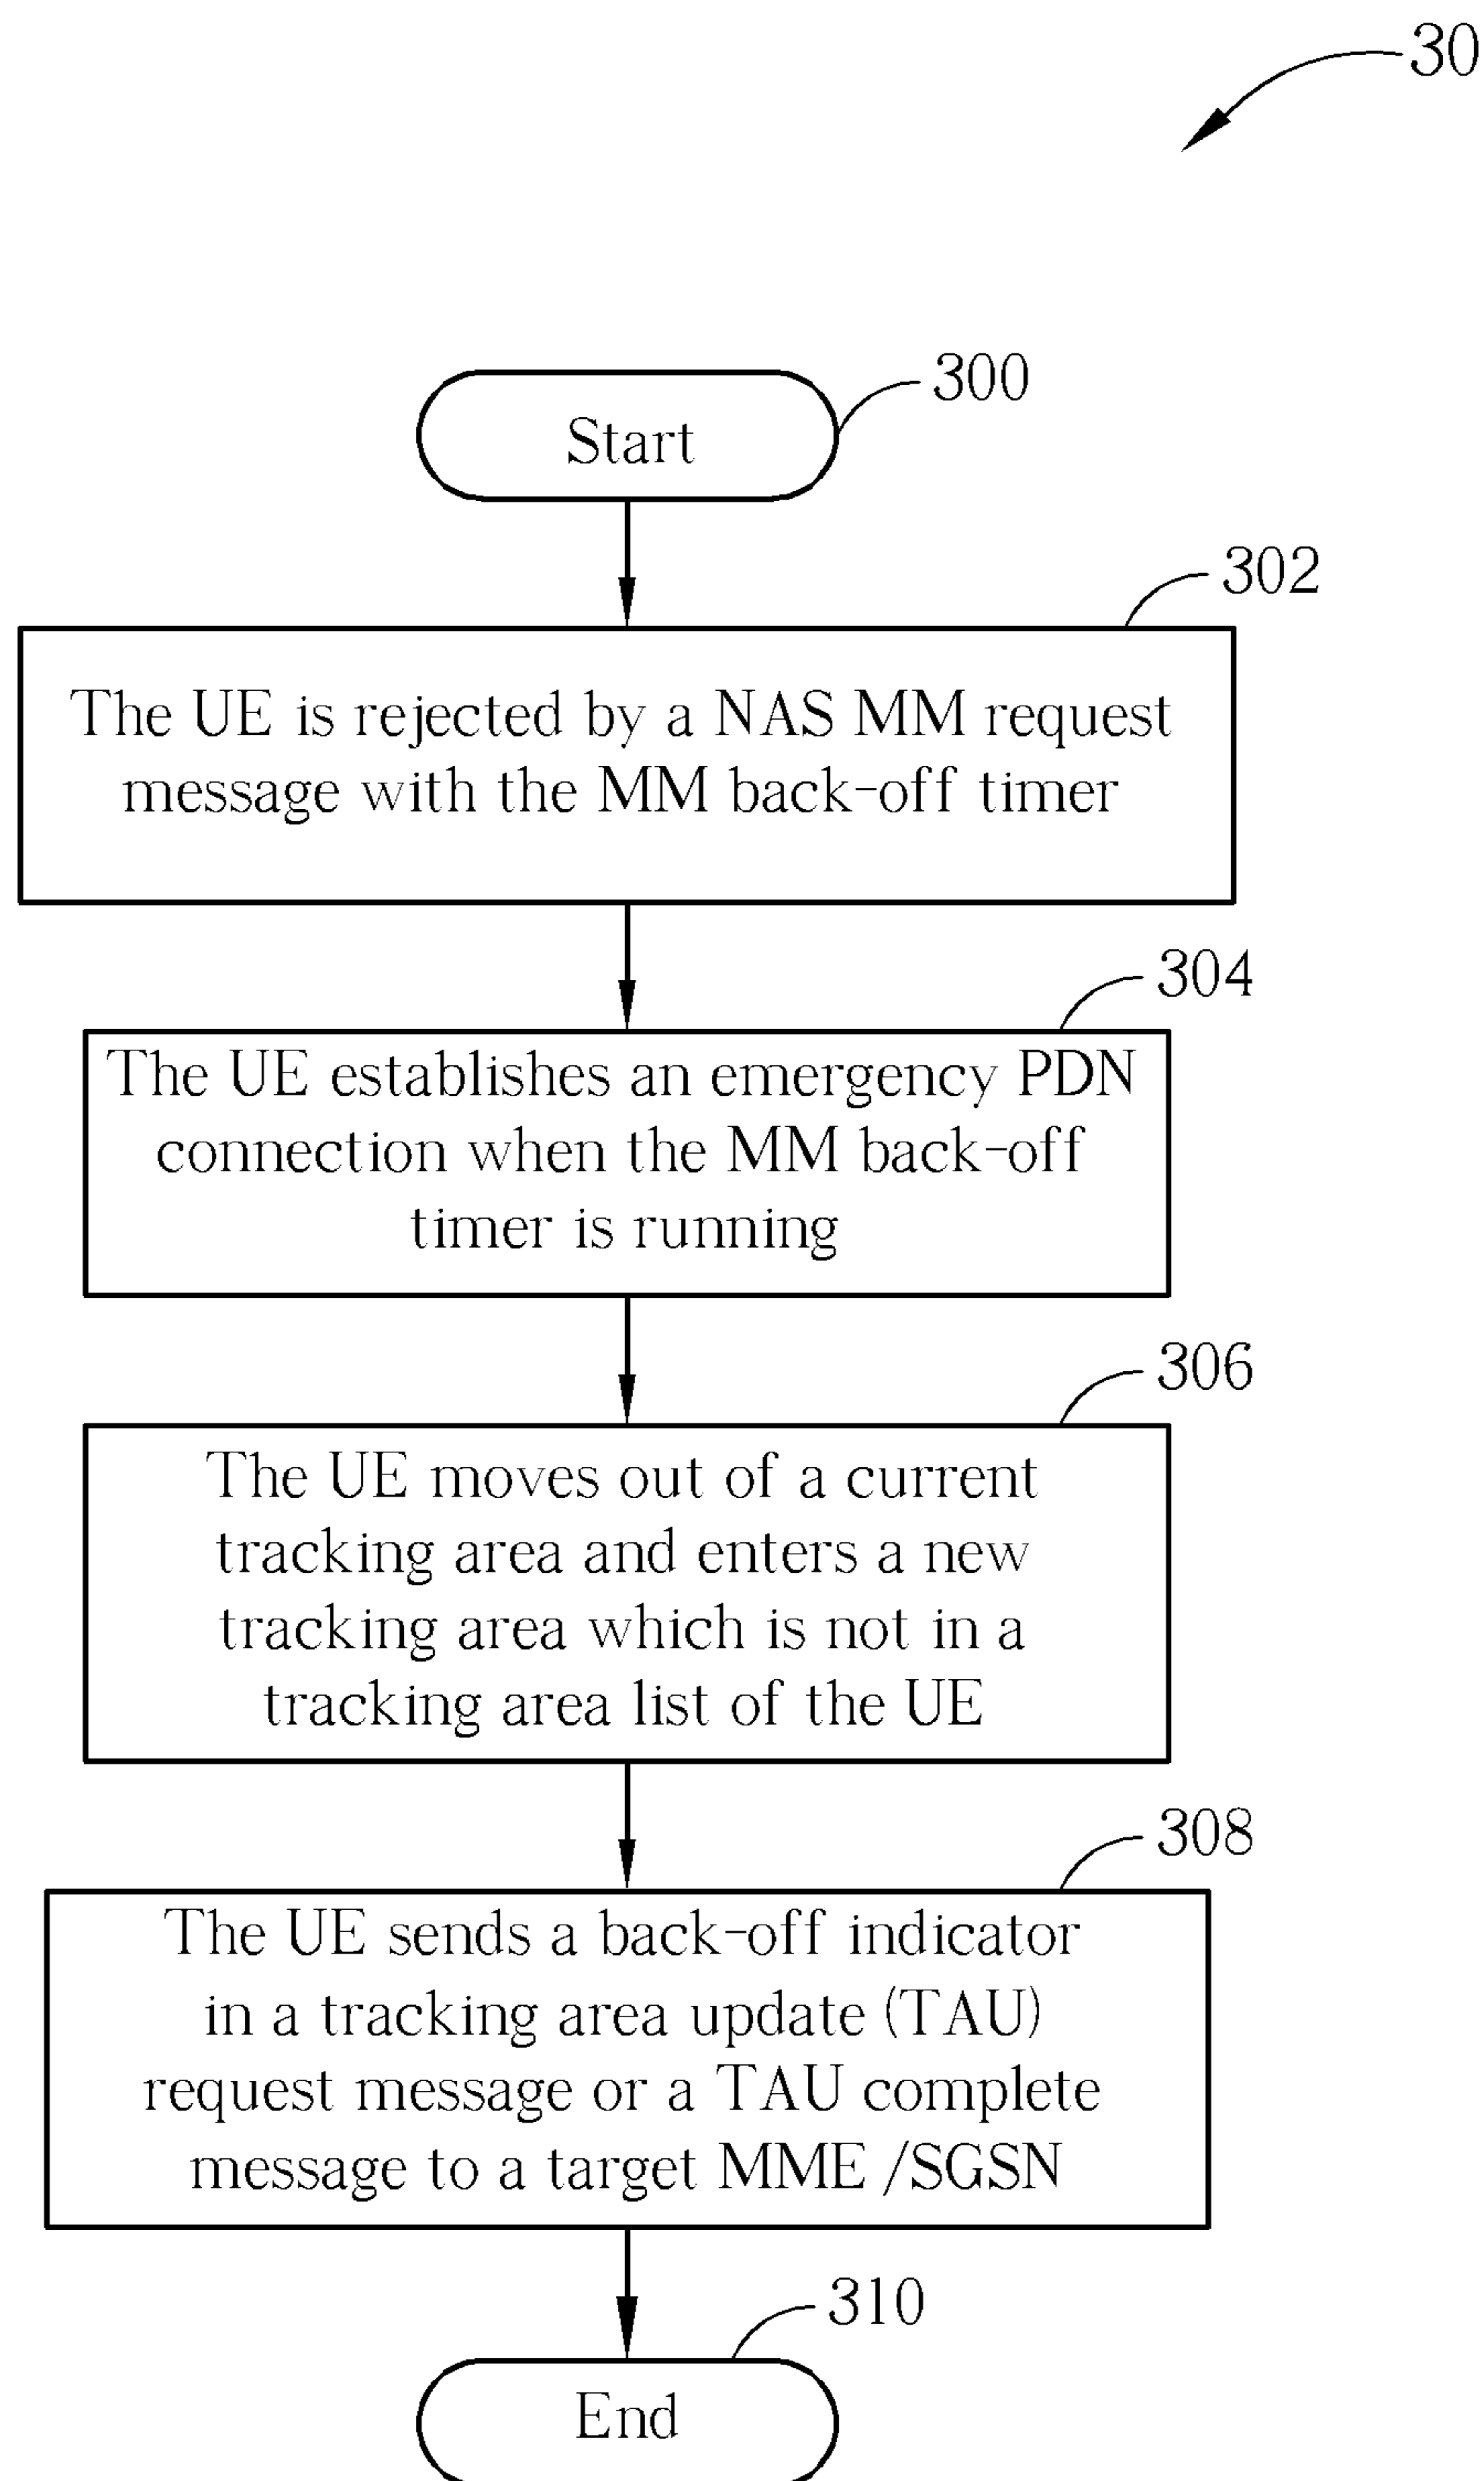 30
300
Start
302
The UE is rejected by a NAS MM request
message with the MM back-off timer
304
The UE establishes an emergency PDN
connection when the MM back-off
timer is running
306
The UE moves out of a current
tracking area and enters a new
tracking area which is not in a
tracking area list of the UE
308
The UE sends a back-off indicator
in a tracking area update (TAU)
request message or a TAU complete
message to a target MME /SGSN
310
End